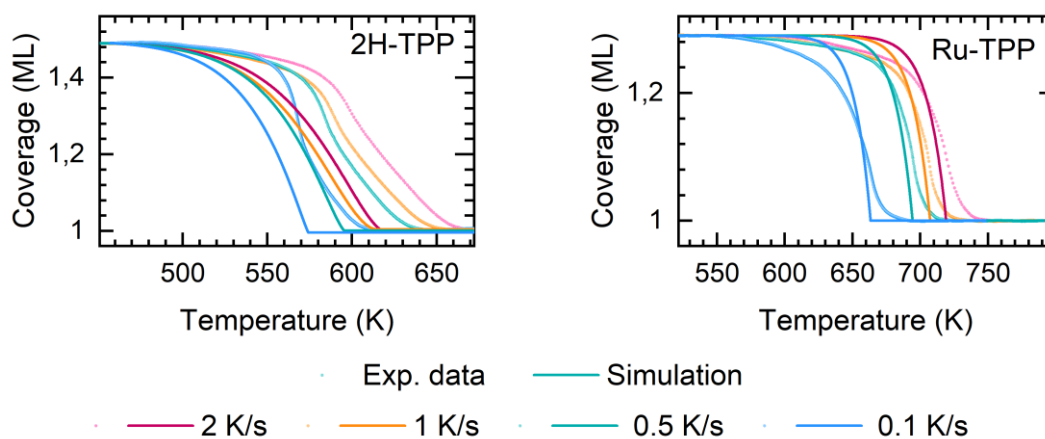 2H-TPP
Ru-TPP
Coverage (ML)
1,4
1,2
1
500 550 600 650
Temperature (K)
Coverage (ML)
1,2
1
550 600 650 700 750
Temperature (K)
Exp. data Simulation
2 K/s 1 K/s 0.5 K/s 0.1 K/s